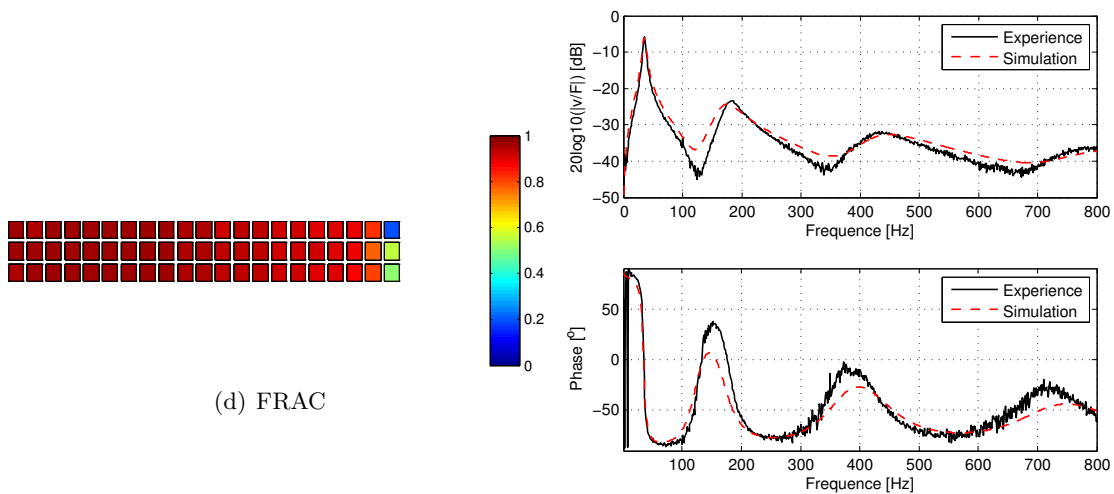 1
0.8
0.6
0.4
0.2
0
(d) FRAC
0
−10
−20
−30
−40
−50
20log10(|v/F|) [dB]
Experience
Simulation
0 100 200 300 400 500 600 700 800
Frequence [Hz]
50
0
−50
Phase [°]
Experience
Simulation
100 200 300 400 500 600 700 800
Frequence [Hz]